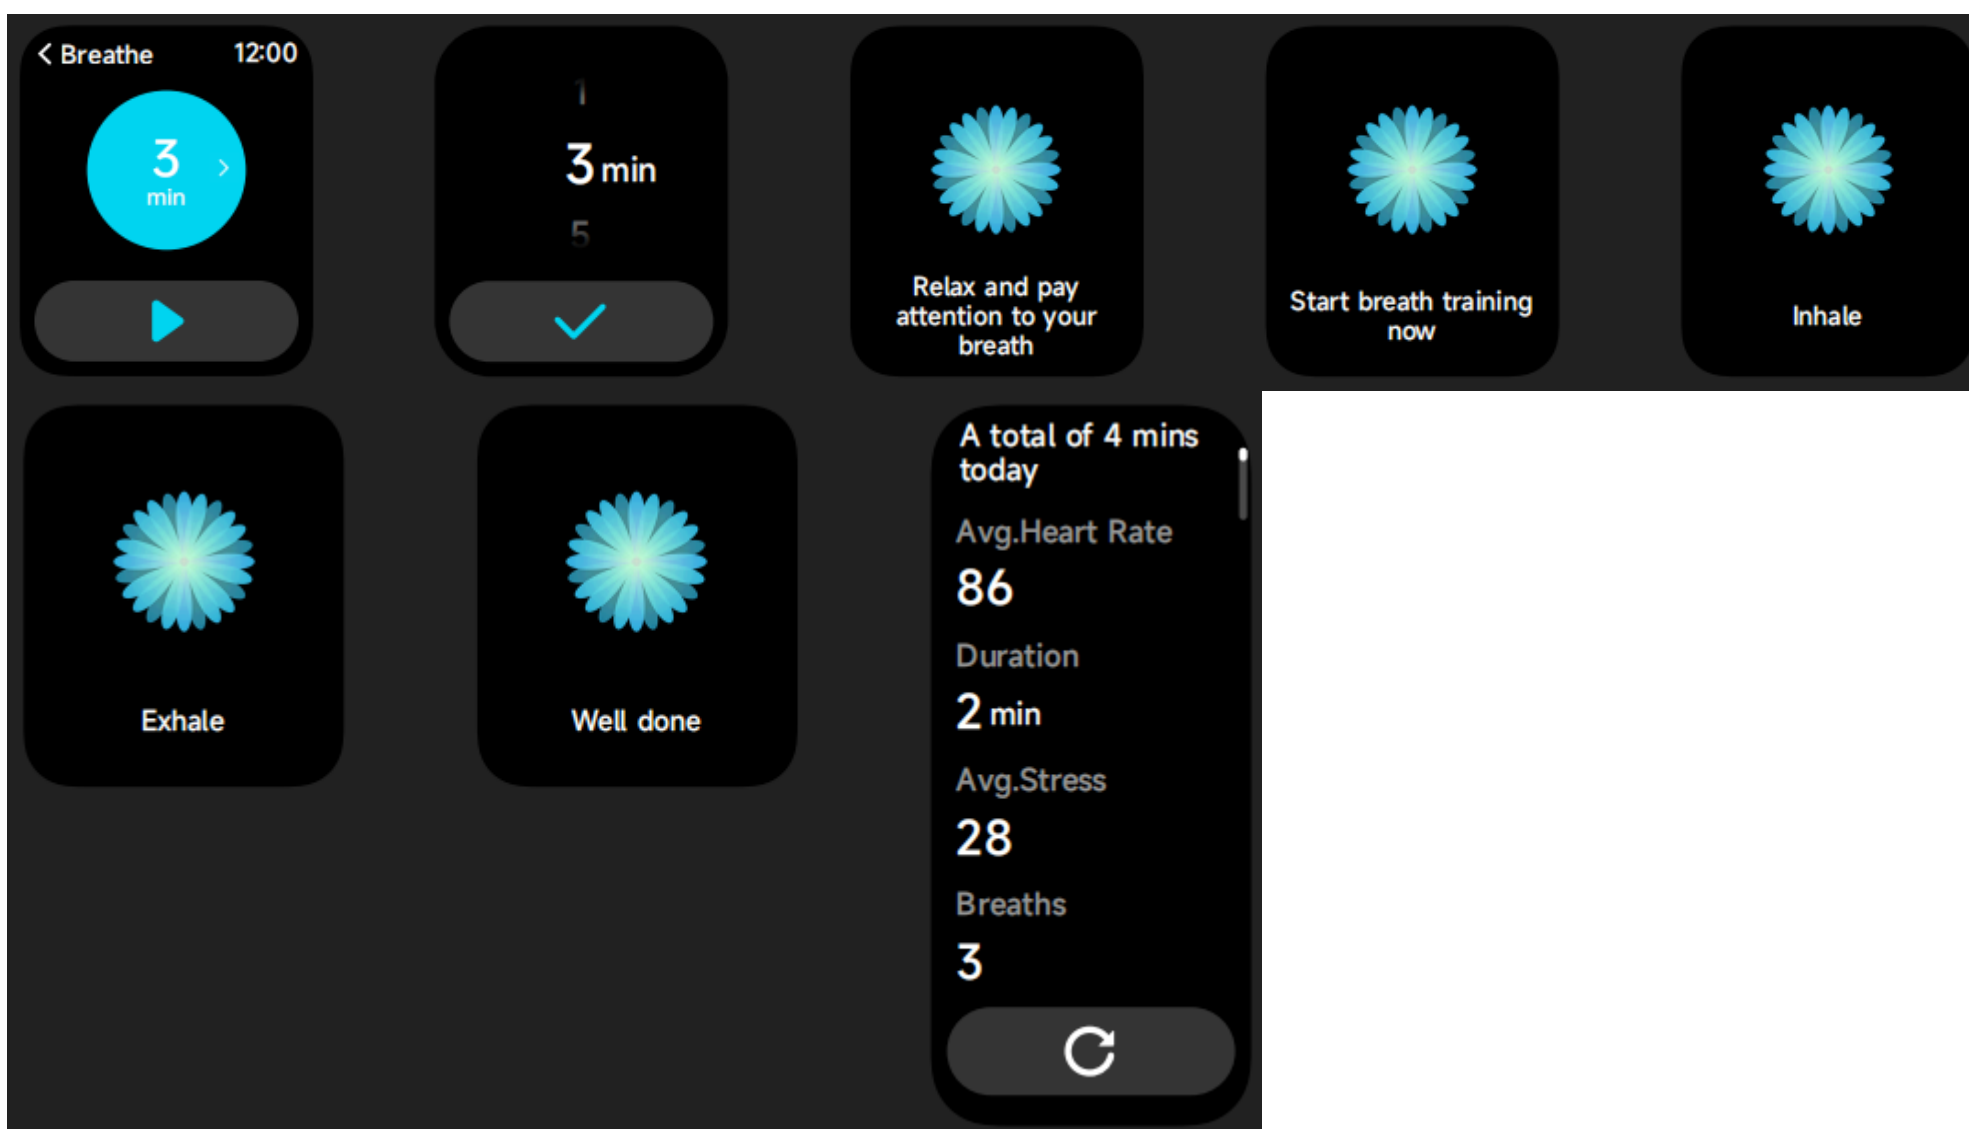 Breathe 12:00
3
min
1
3 min
5
Relax and pay
attention to your
breath
Start breath training
now
Inhale
Exhale
Well done
A total of 4 mins
today
Avg.Heart Rate
86
Duration
2 min
Avg.Stress
28
Breaths
3